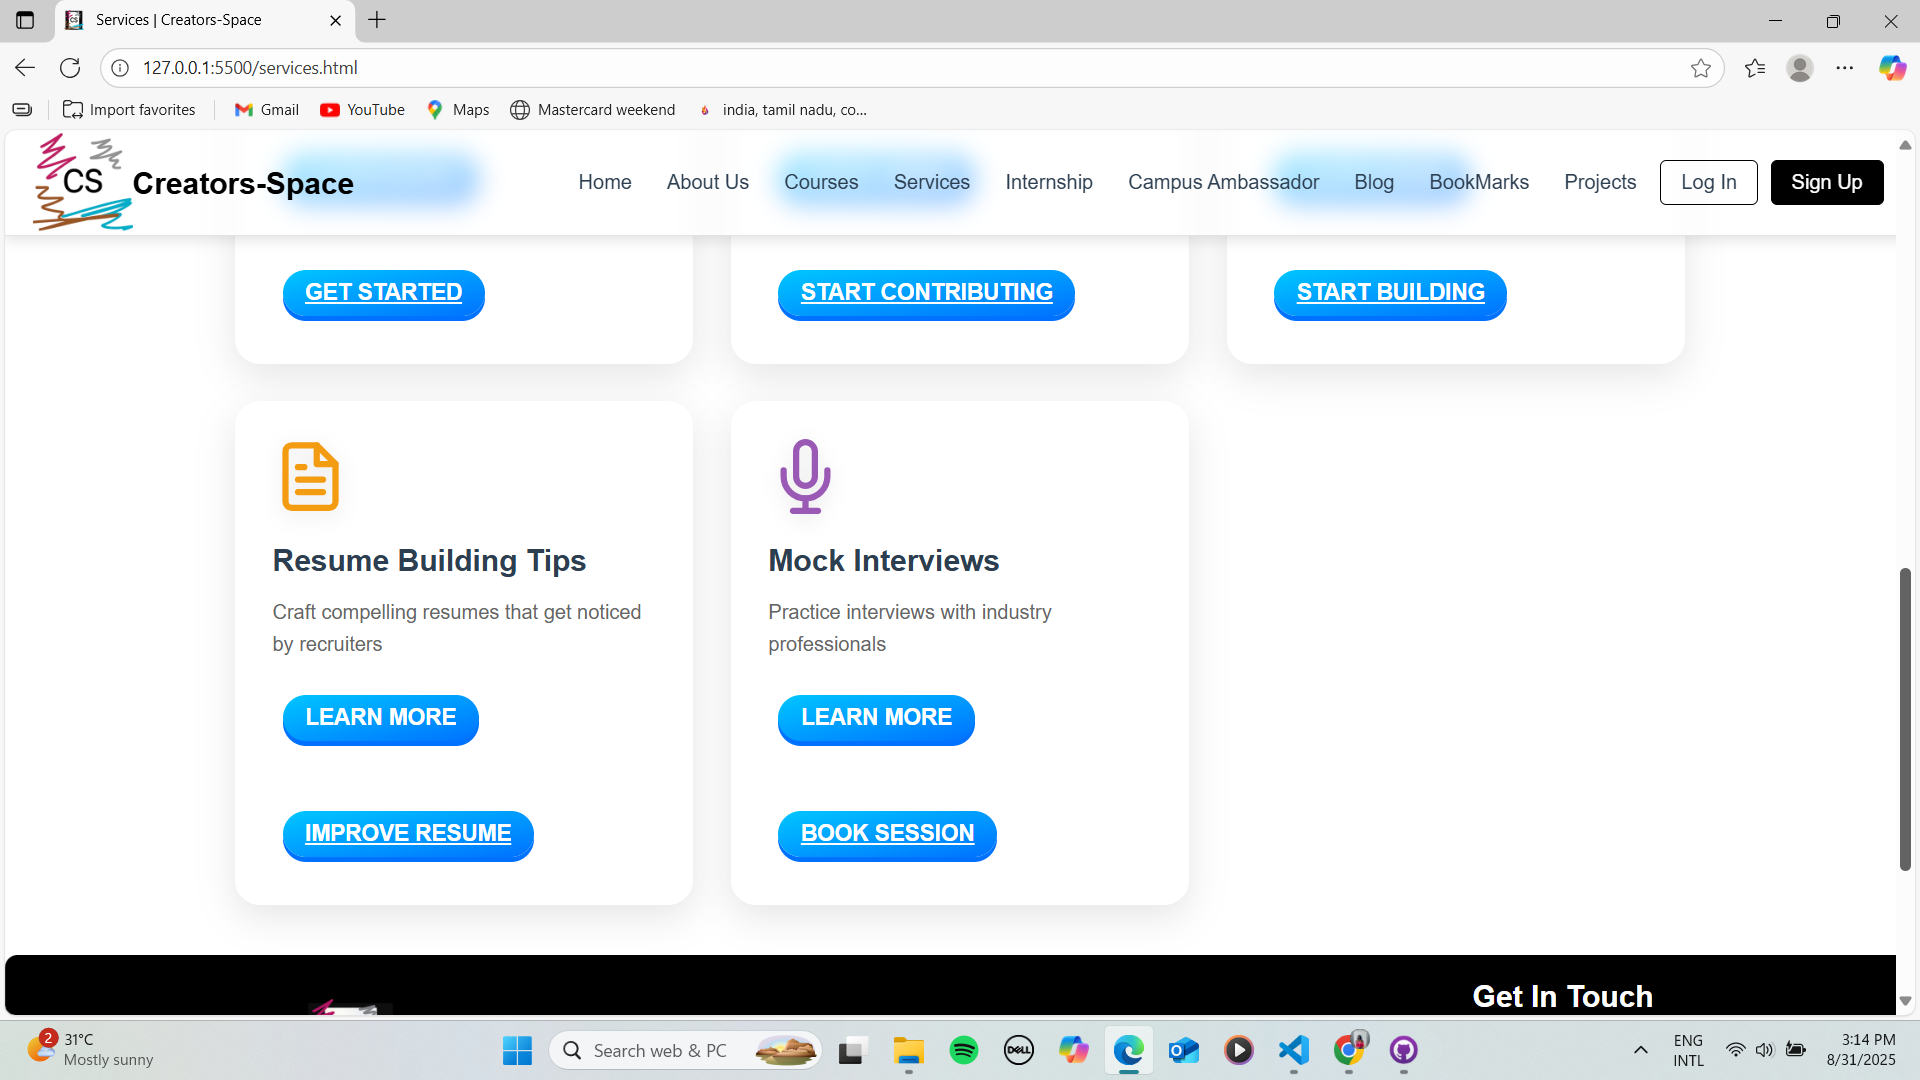 Services | Creators-Space
127.0.0.1:5500/services.html
Import favorites
Gmail
YouTube
Maps
Mastercard weekend
india, tamil nadu, co...
CS
Creators-Space
Home
About Us
Courses
Services
Internship
Campus Ambassador
Blog
BookMarks
Projects
Log In
Sign Up
GET STARTED
START CONTRIBUTING
START BUILDING
Resume Building Tips
Craft compelling resumes that get noticed
by recruiters
LEARN MORE
IMPROVE RESUME
Mock Interviews
Practice interviews with industry
professionals
LEARN MORE
BOOK SESSION
Get In Touch
2
31°C
Mostly sunny
Search web & PC
DELL
ENG
INTL
3:14 PM
8/31/2025